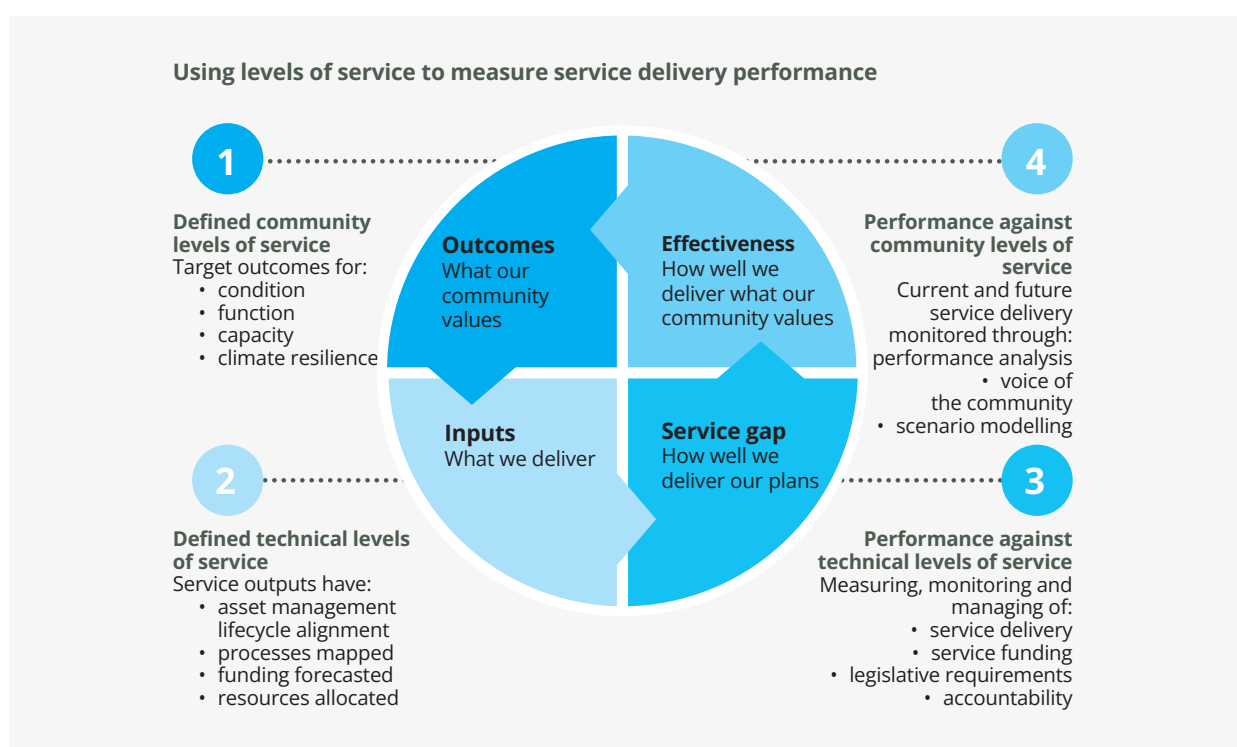 Using levels of service to measure service delivery performance
1
Defined community
levels of service
Target outcomes for:
• condition
• function
• capacity
• climate resilience
Outcomes
What our
community
values
Effectiveness
How well we
deliver what our
community values
4
Performance against
community levels of
service
Current and future
service delivery
monitored through:
performance analysis
• voice of
the community
• scenario modelling
2
Defined technical levels
of service
Service outputs have:
• asset management
lifecycle alignment
• processes mapped
• funding forecasted
• resources allocated
Inputs
What we deliver
Service gap
How well we
deliver our plans
3
Performance against
technical levels of service
Measuring, monitoring and
managing of:
• service delivery
• service funding
• legislative requirements
• accountability